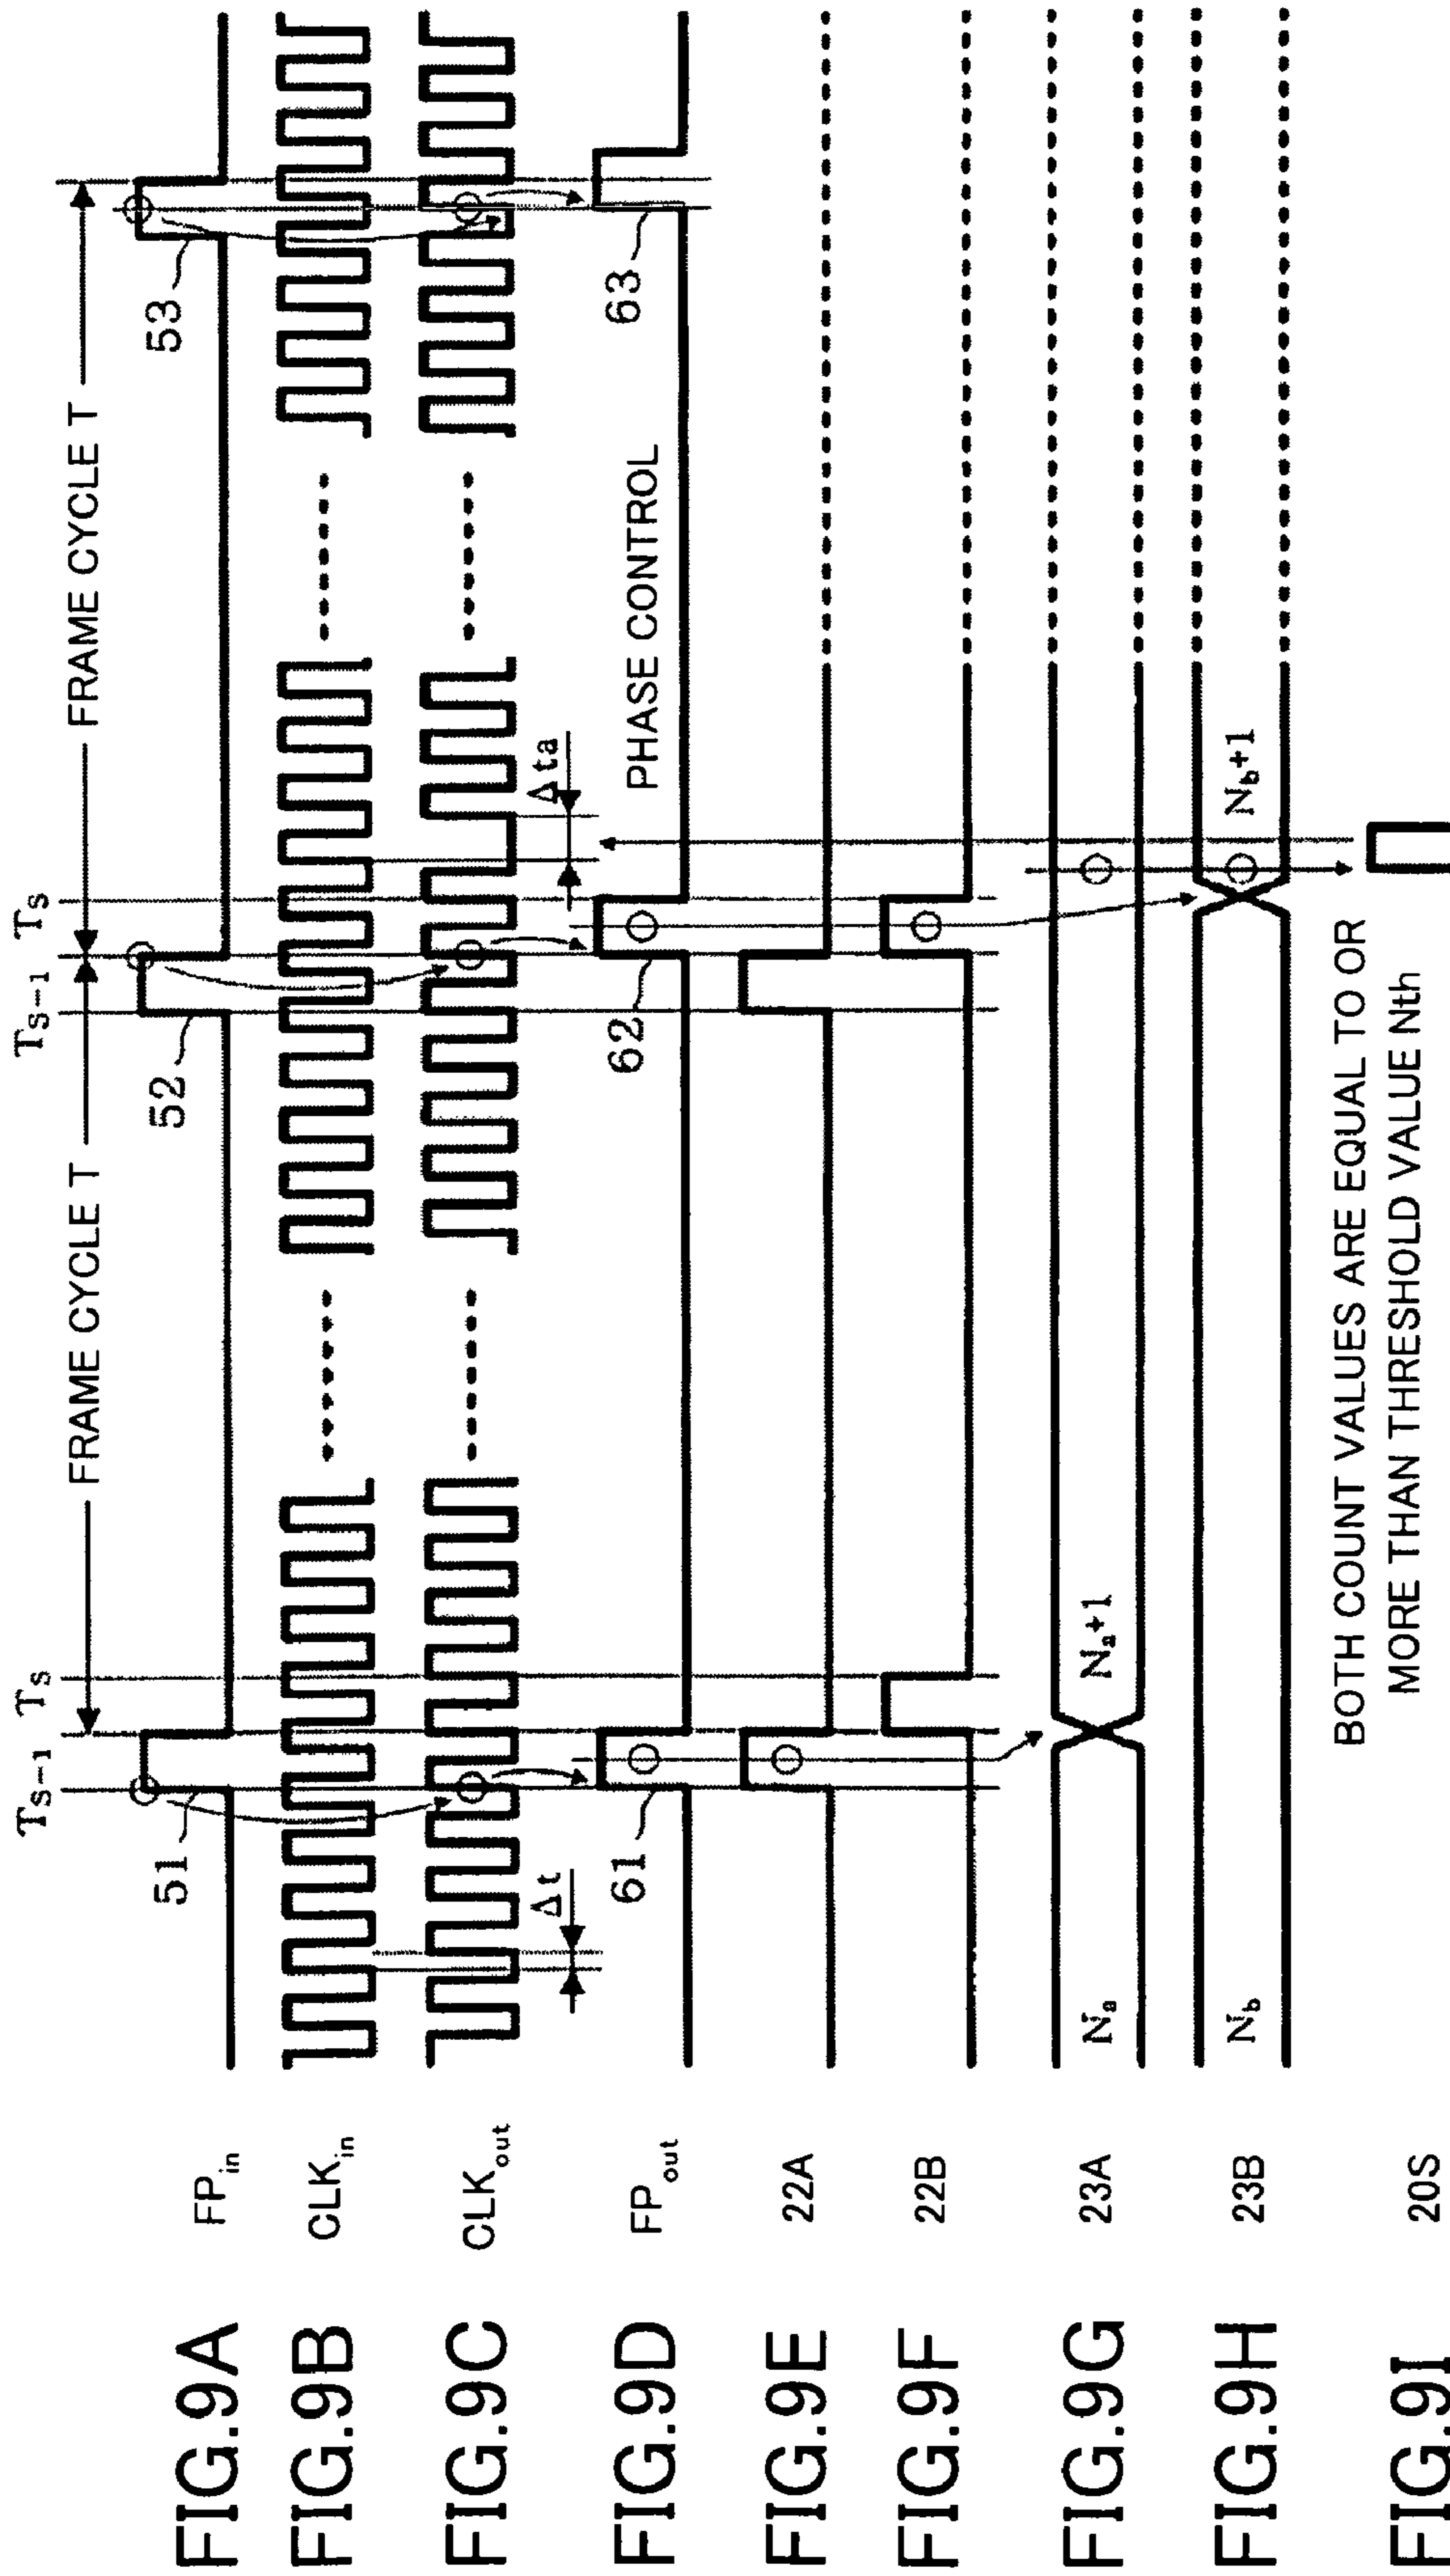 FRAME CYCLE T
FRAME CYCLE T
TS-1
TS
TS-1
TS
FIG.9A
FPin
51
52
53
FIG.9B
CLKin
FIG.9C
CLKout
Δt
Δta
FIG.9D
FPout
61
62
PHASE CONTROL
63
FIG.9E
22A
FIG.9F
22B
FIG.9G
23A
Na
Na+1
FIG.9H
23B
Nb
Nb+1
FIG.9I
20S
BOTH COUNT VALUES ARE EQUAL TO OR
MORE THAN THRESHOLD VALUE Nth